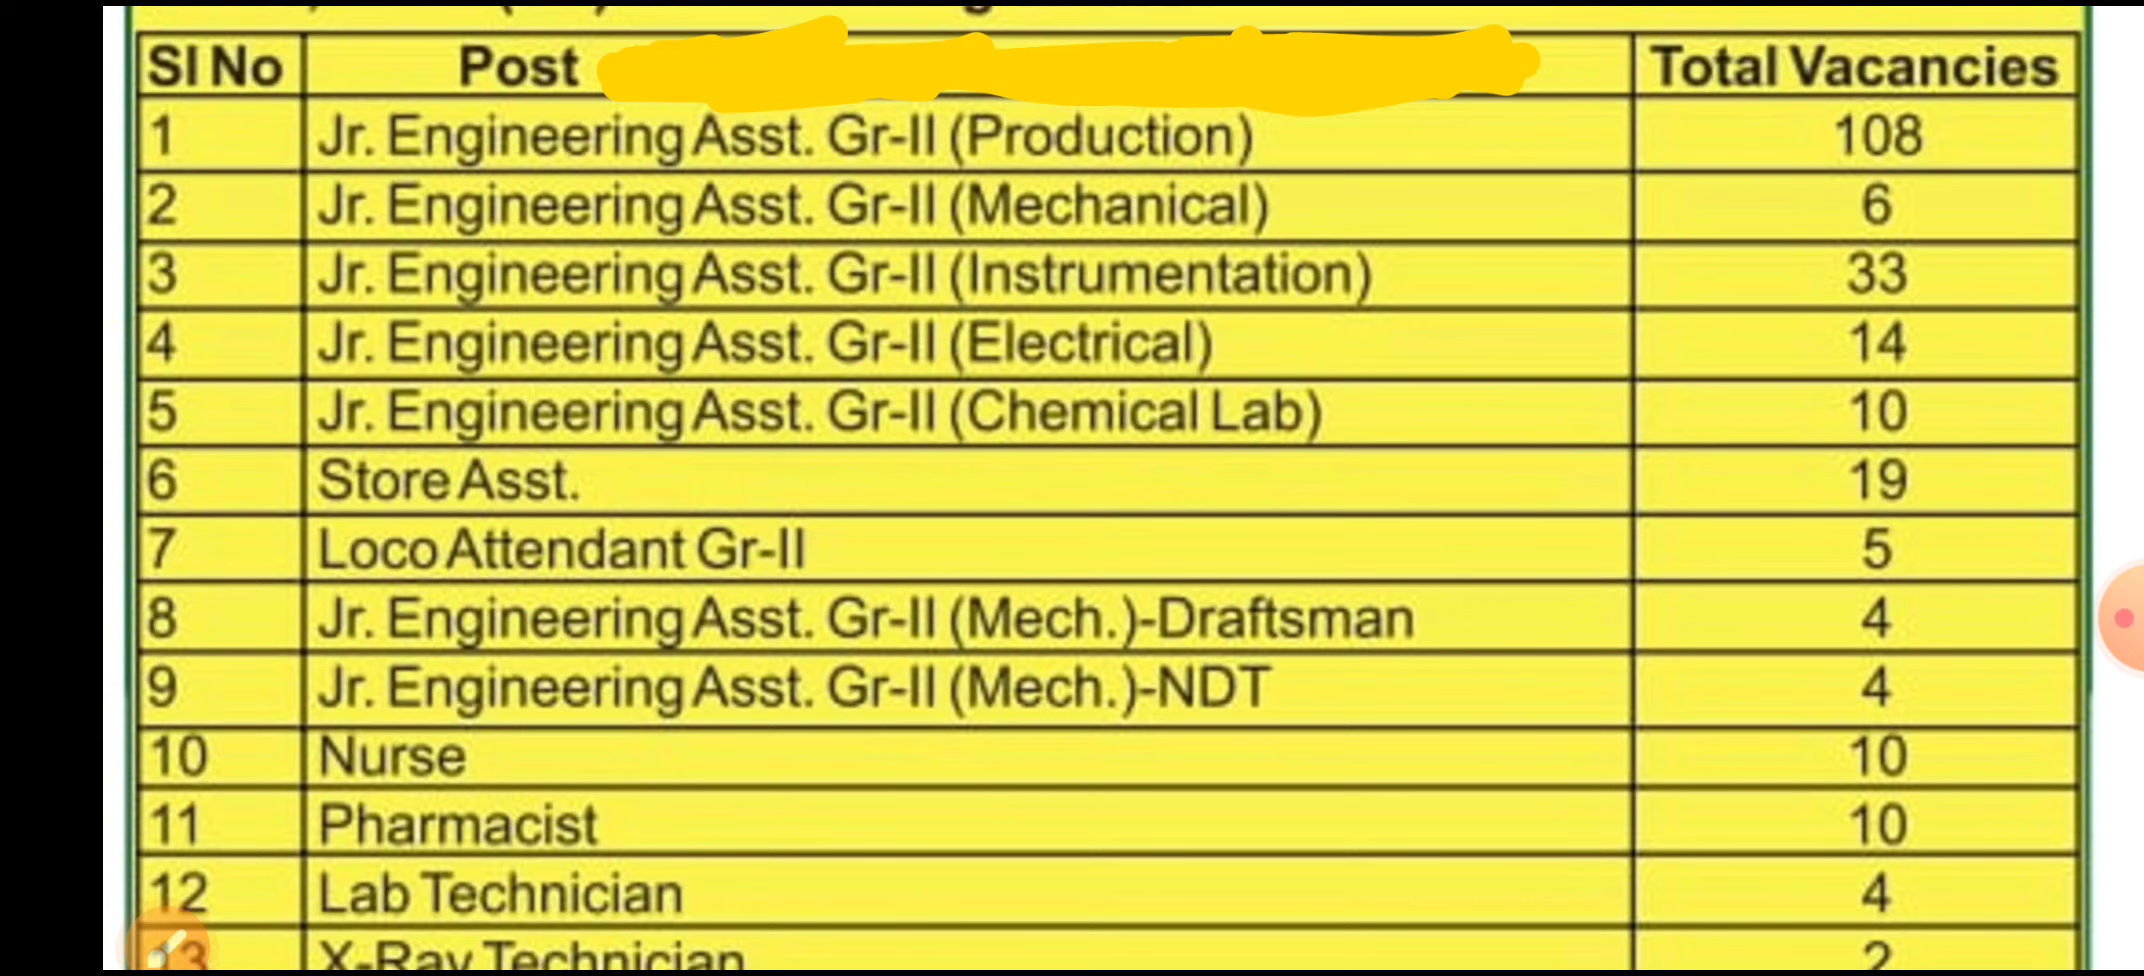 Sl No Post Total Vacancies
1 Jr. Engineering Asst. Gr-II (Production) 108
2 Jr. Engineering Asst. Gr-II (Mechanical) 6
3 Jr. Engineering Asst. Gr-II (Instrumentation) 33
4 Jr. Engineering Asst. Gr-II (Electrical) 14
5 Jr. Engineering Asst. Gr-II (Chemical Lab) 10
6 Store Asst. 19
7 Loco Attendant Gr-II 5
8 Jr. Engineering Asst. Gr-II (Mech.)-Draftsman 4
9 Jr. Engineering Asst. Gr-II (Mech.)-NDT 4
10 Nurse 10
11 Pharmacist 10
12 Lab Technician 4
13 X-Ray Technician 2